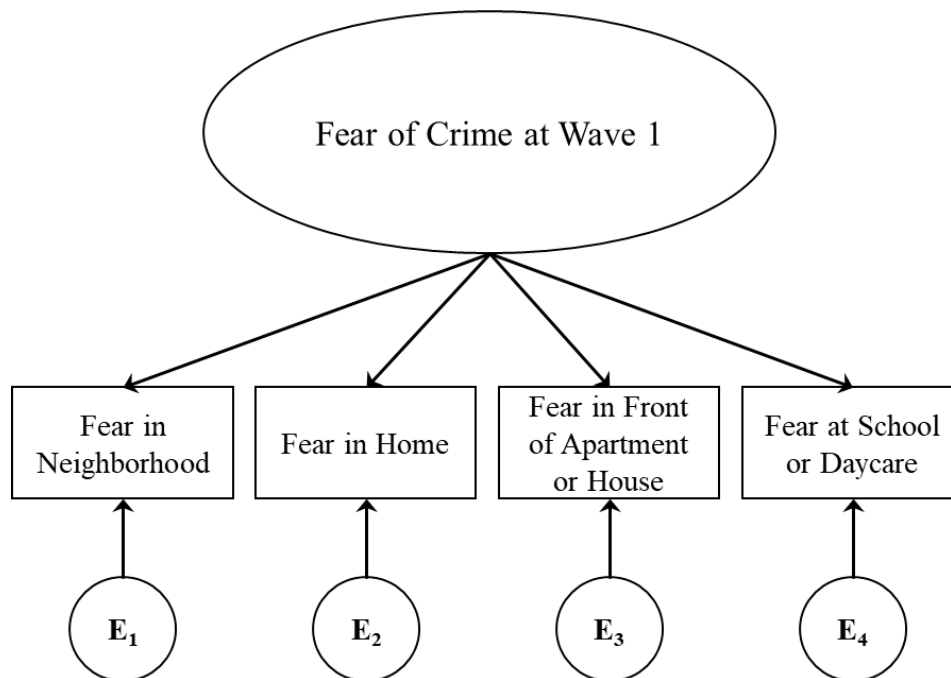 Fear of Crime at Wave 1
Fear in
Neighborhood
Fear in Home
Fear in Front
of Apartment
or House
Fear at School
or Daycare
E₁
E₂
E₃
E₄